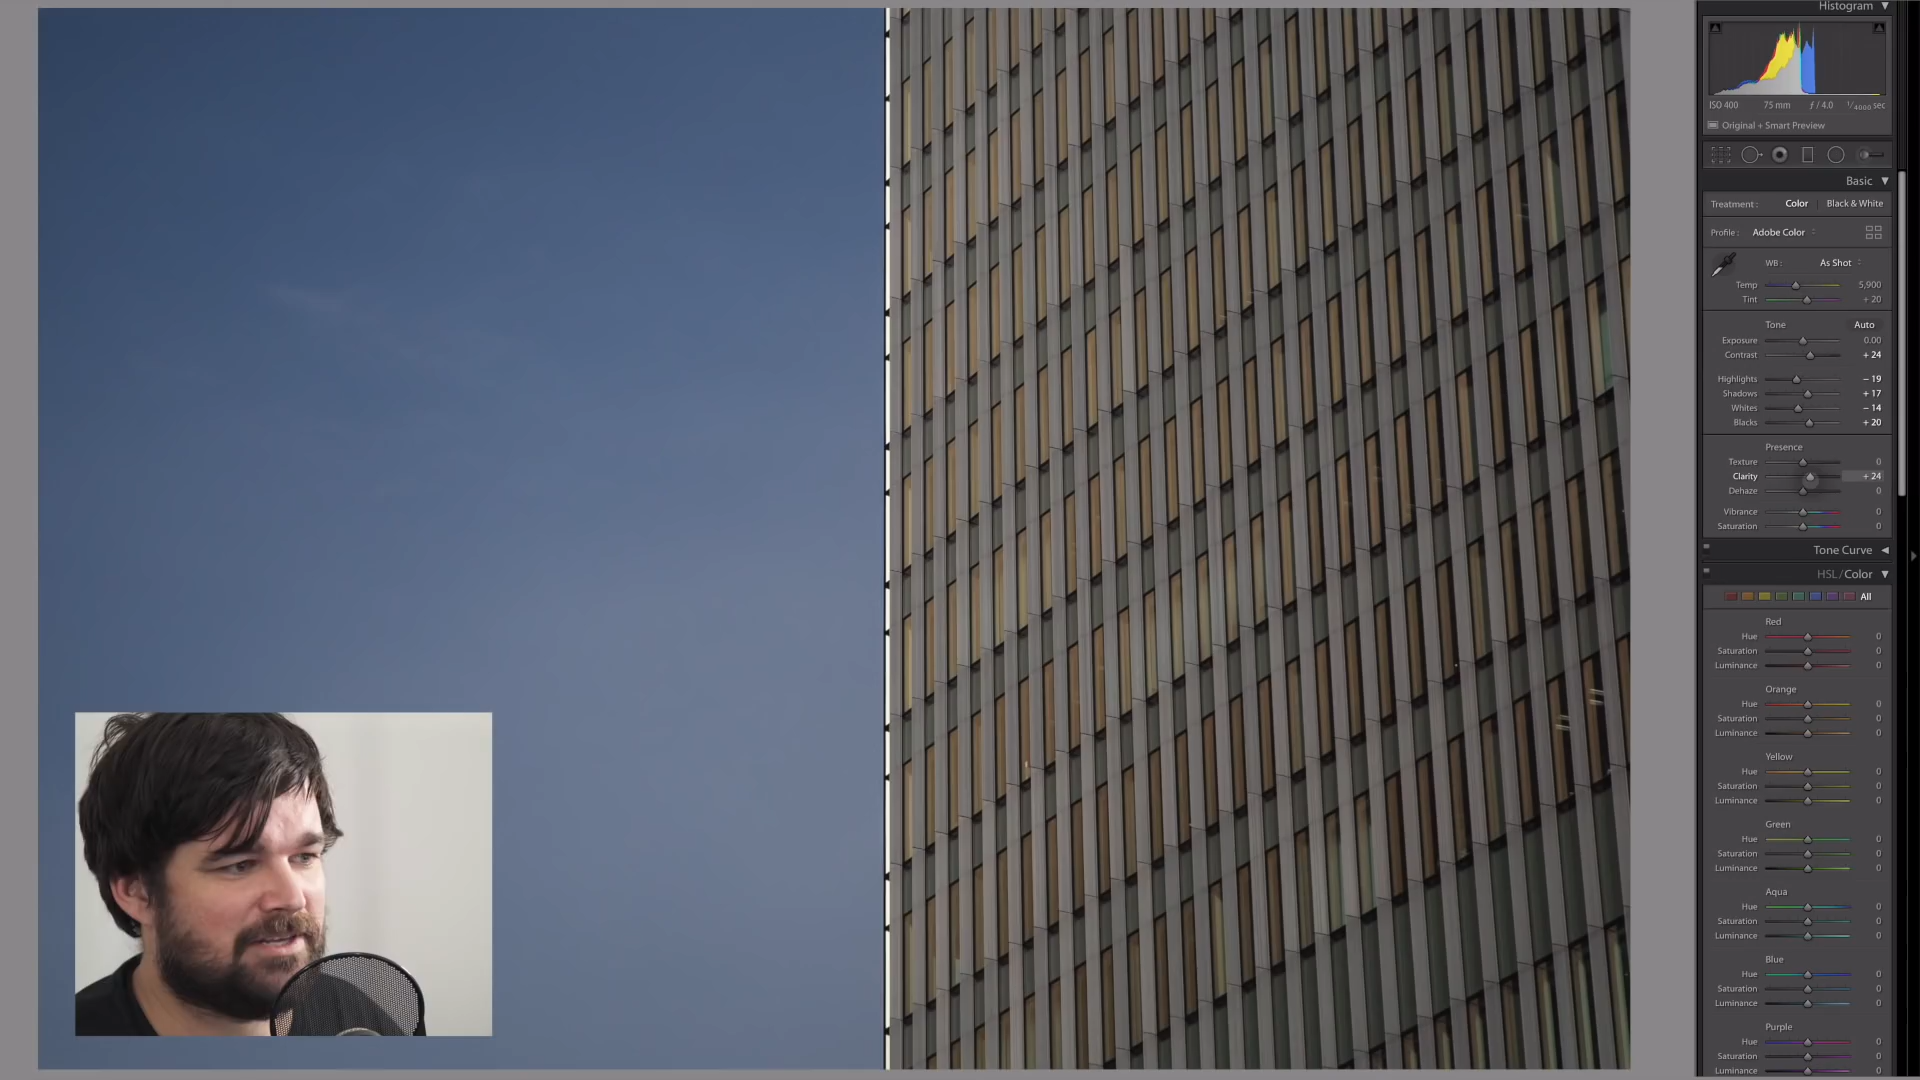 Histogram
ISO 400 75 mm ƒ / 4.0 1/4000 sec
Original + Smart Preview
Basic
Treatment : Color Black & White
Profile : Adobe Color
WB : As Shot
Temp 5,900
Tint + 20
Tone Auto
Exposure 0.00
Contrast + 24
Highlights – 19
Shadows + 17
Whites – 14
Blacks + 20
Presence
Texture 0
Clarity + 24
Dehaze 0
Vibrance 0
Saturation 0
Tone Curve
HSL / Color
All
Red
Hue 0
Saturation 0
Luminance 0
Orange
Hue 0
Saturation 0
Luminance 0
Yellow
Hue 0
Saturation 0
Luminance 0
Green
Hue 0
Saturation 0
Luminance 0
Aqua
Hue 0
Saturation 0
Luminance 0
Blue
Hue 0
Saturation 0
Luminance 0
Purple
Hue 0
Saturation 0
Luminance 0